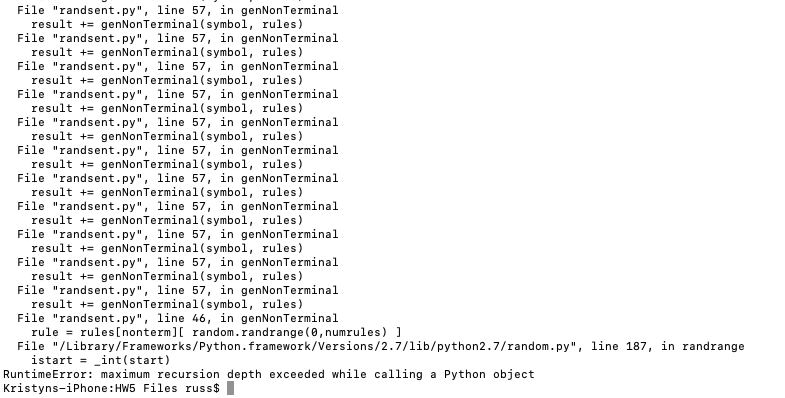 File "randsent.py", line 57, in genNonTerminal
result += genNonTerminal(symbol, rules)
File "randsent.py", line 57, in genNonTerminal
result += genNonTerminal(symbol, rules)
File "randsent.py", line 57, in genNonTerminal
result += genNonTerminal(symbol, rules)
File "randsent.py", line 57, in genNonTerminal
result += genNonTerminal(symbol, rules)
File "randsent.py", line 57, in genNonTerminal
result += genNonTerminal(symbol, rules)
File "randsent.py", line 57, in genNonTerminal
result += genNonTerminal(symbol, rules)
File "randsent.py", line 57, in genNonTerminal
result += genNonTerminal(symbol, rules)
File "randsent.py", line 57, in genNonTerminal
result += genNonTerminal(symbol, rules)
File "randsent.py", line 57, in genNonTerminal
result += genNonTerminal(symbol, rules)
File "randsent.py", line 57, in genNonTerminal
result += genNonTerminal(symbol, rules)
File "randsent.py", line 57, in genNonTerminal
result += genNonTerminal(symbol, rules)
File "randsent.py", line 46, in genNonTerminal
rule = rules[nonterm][ random.randrange(0,numrules) ]
File "/Library/Frameworks/Python.framework/Versions/2.7/lib/python2.7/random.py", line 187, in randrange
istart = _int(start)
RuntimeError: maximum recursion depth exceeded while calling a Python object
Kristyns-iPhone:HW5 Files russ$